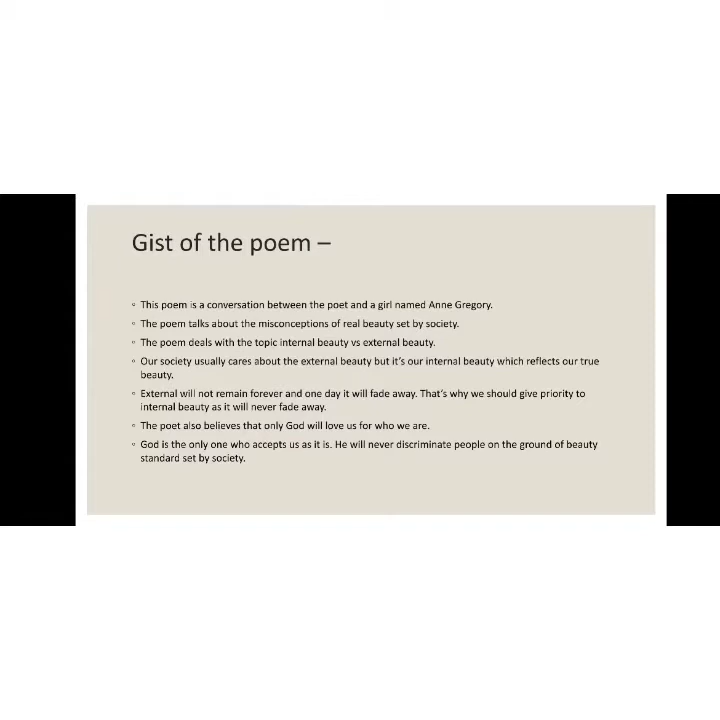 Gist of the poem –
◦ This poem is a conversation between the poet and a girl named Anne Gregory.
◦ The poem talks about the misconceptions of real beauty set by society.
◦ The poem deals with the topic internal beauty vs external beauty.
◦ Our society usually cares about the external beauty but it's our internal beauty which reflects our true
beauty.
◦ External will not remain forever and one day it will fade away. That's why we should give priority to
internal beauty as it will never fade away.
◦ The poet also believes that only God will love us for who we are.
◦ God is the only one who accepts us as it is. He will never discriminate people on the ground of beauty
standard set by society.